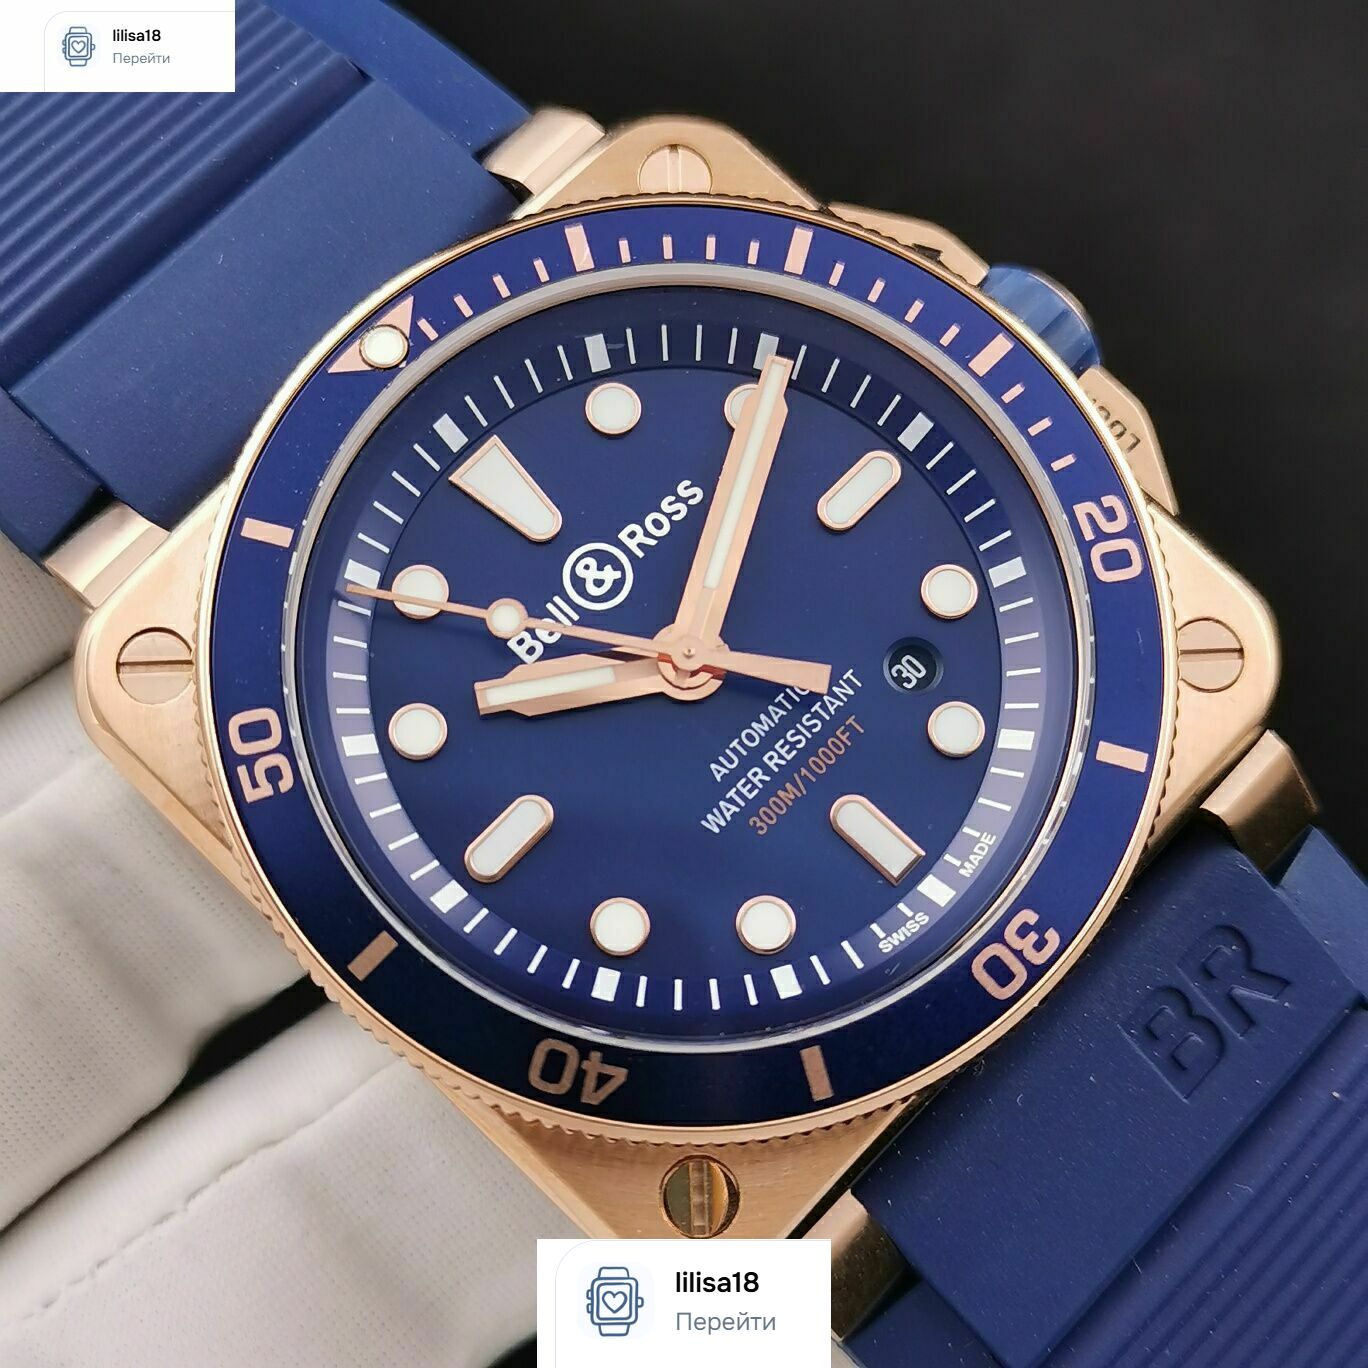 lilisa18
Перейти
20
Bell & Ross
30
AUTOMATIC
WATER RESISTANT
300M/1000FT
50
MADE
SWISS
30
BR
40
lilisa18
Перейти